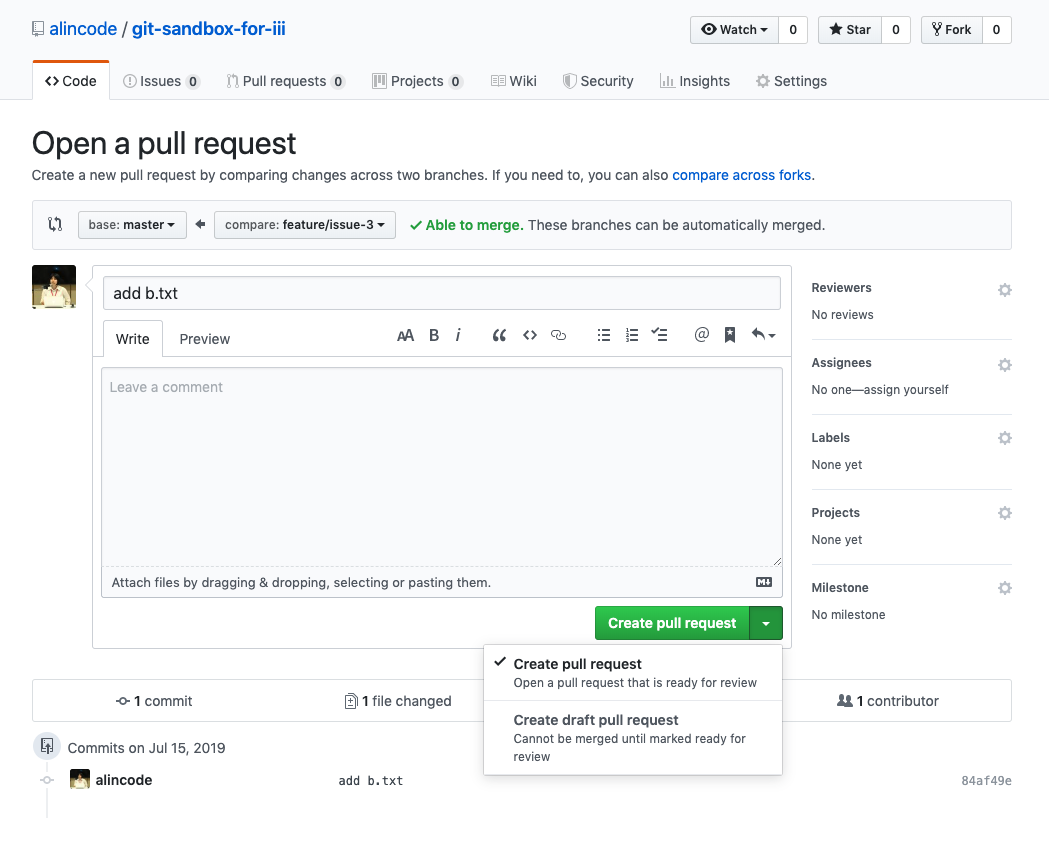 alincode / git-sandbox-for-iii
Watch 0 Star 0 Fork 0
Code Issues 0 Pull requests 0 Projects 0 Wiki Security Insights Settings
Open a pull request
Create a new pull request by comparing changes across two branches. If you need to, you can also compare across forks.
base: master compare: feature/issue-3 Able to merge. These branches can be automatically merged.
add b.txt
Write Preview
Leave a comment
Attach files by dragging & dropping, selecting or pasting them.
Create pull request
Create pull request
Open a pull request that is ready for review
Create draft pull request
Cannot be merged until marked ready for
review
Reviewers
No reviews
Assignees
No one—assign yourself
Labels
None yet
Projects
None yet
Milestone
No milestone
1 commit 1 file changed 1 contributor
Commits on Jul 15, 2019
alincode add b.txt 84af49e